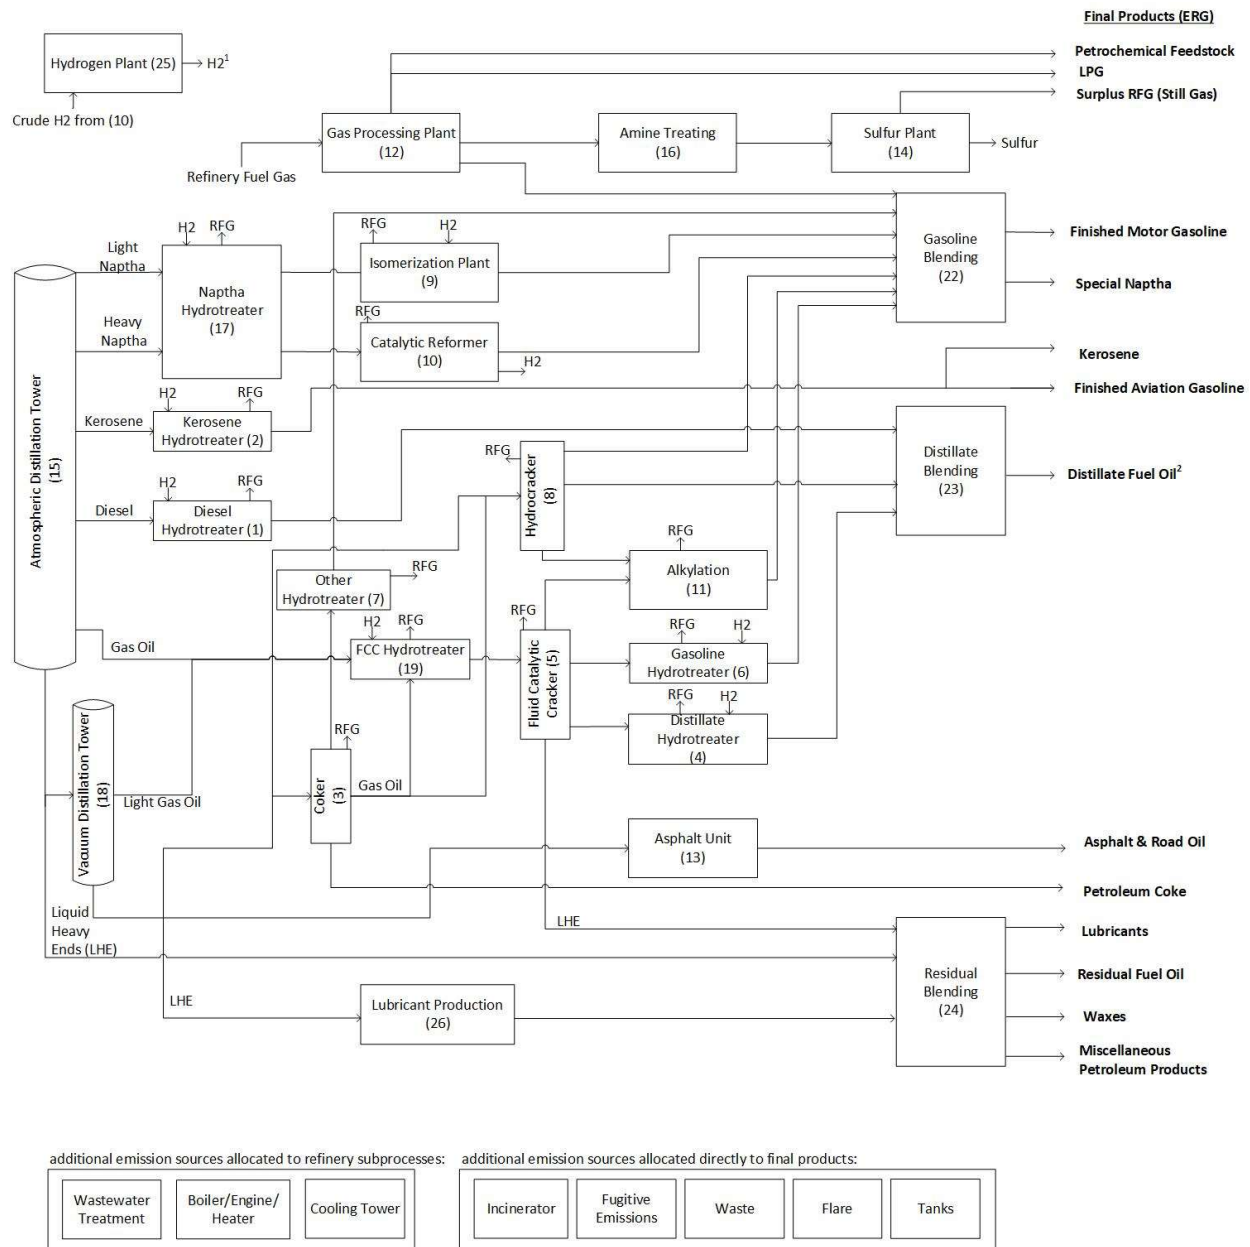 Final Products (ERG)
Hydrogen Plant (25)
H2¹
Crude H2 from (10)
Petrochemical Feedstock
LPG
Surplus RFG (Still Gas)
Gas Processing Plant
(12)
Amine Treating
(16)
Sulfur Plant
(14)
Sulfur
Refinery Fuel Gas
Light
Naptha
H2
RFG
Naptha
Hydrotreater
(17)
Heavy
Naptha
RFG
H2
Isomerization Plant
(9)
RFG
Catalytic Reformer
(10)
H2
Gasoline
Blending
(22)
Finished Motor Gasoline
Special Naptha
Kerosene
Finished Aviation Gasoline
Atmospheric Distillation Tower
(15)
Kerosene
H2
RFG
Kerosene
Hydrotreater (2)
Diesel
H2
RFG
Diesel
Hydrotreater (1)
RFG
Hydrocracker
(8)
Distillate
Blending
(23)
Distillate Fuel Oil²
Other
Hydrotreater (7)
RFG
RFG
Alkylation
(11)
Gas Oil
H2
RFG
FCC Hydrotreater
(19)
RFG
Fluid Catalytic
Cracker (5)
RFG
H2
Gasoline
Hydrotreater (6)
RFG
H2
Distillate
Hydrotreater
(4)
Vacuum Distillation Tower
(18)
Light Gas Oil
RFG
Coker
(3)
Gas Oil
Asphalt Unit
(13)
Asphalt & Road Oil
Petroleum Coke
Liquid
Heavy
Ends (LHE)
LHE
LHE
Lubricant Production
(26)
Residual
Blending
(24)
Lubricants
Residual Fuel Oil
Waxes
Miscellaneous
Petroleum Products
additional emission sources allocated to refinery subprocesses:
Wastewater
Treatment
Boiler/Engine/
Heater
Cooling Tower
additional emission sources allocated directly to final products:
Incinerator
Fugitive
Emissions
Waste
Flare
Tanks